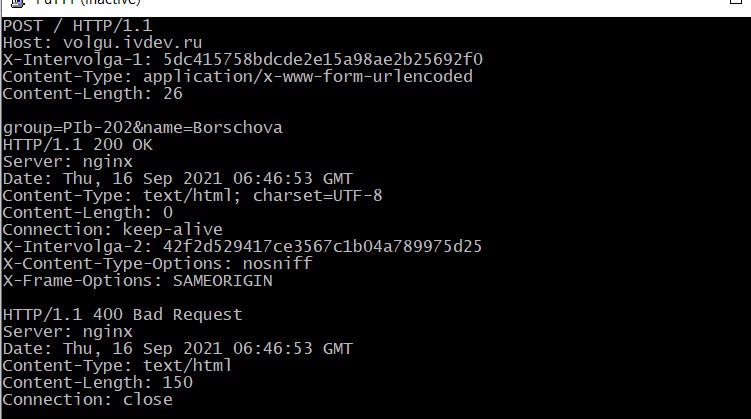 PuTTY (inactive)
POST / HTTP/1.1
Host: volgu.ivdev.ru
X-Intervolga-1: 5dc415758bdcde2e15a98ae2b25692f0
Content-Type: application/x-www-form-urlencoded
Content-Length: 26
group=PIb-202&name=Borschova
HTTP/1.1 200 OK
Server: nginx
Date: Thu, 16 Sep 2021 06:46:53 GMT
Content-Type: text/html; charset=UTF-8
Content-Length: 0
Connection: keep-alive
X-Intervolga-2: 42f2d529417ce3567c1b04a789975d25
X-Content-Type-Options: nosniff
X-Frame-Options: SAMEORIGIN
HTTP/1.1 400 Bad Request
Server: nginx
Date: Thu, 16 Sep 2021 06:46:53 GMT
Content-Type: text/html
Content-Length: 150
Connection: close